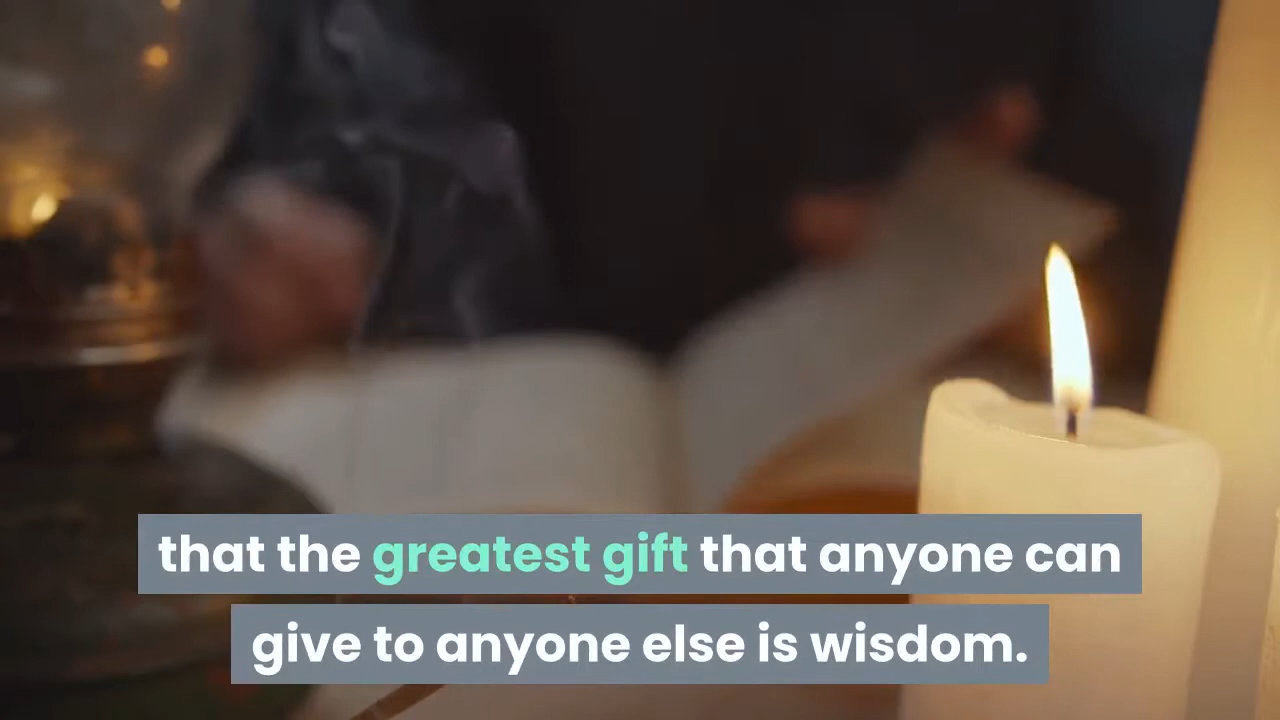 that the greatest gift that anyone can
give to anyone else is wisdom.